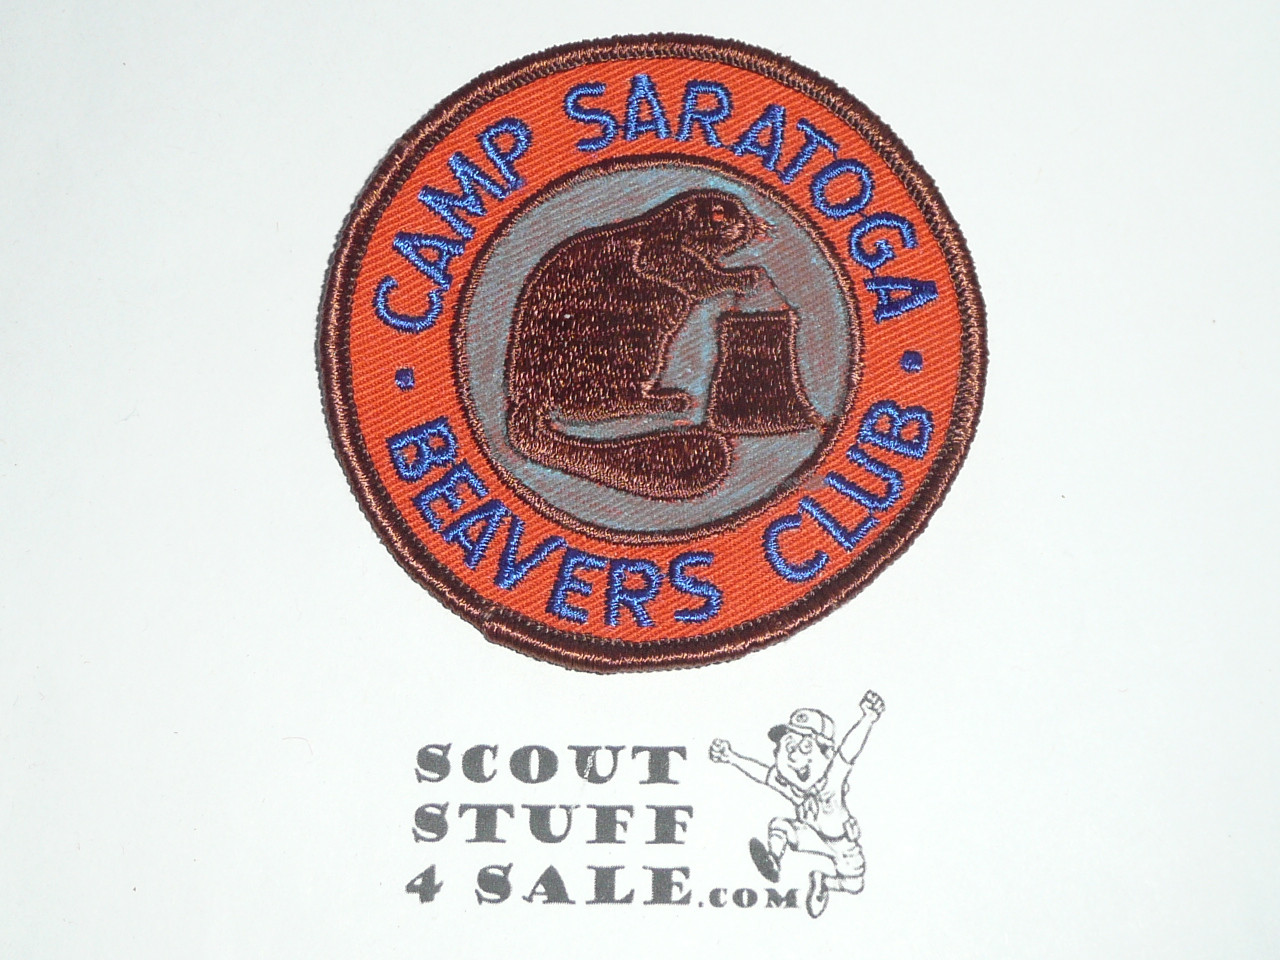 CAMP SARATOGA
• BEAVERS CLUB •
SCOUT
STUFF
4 SALE.COM